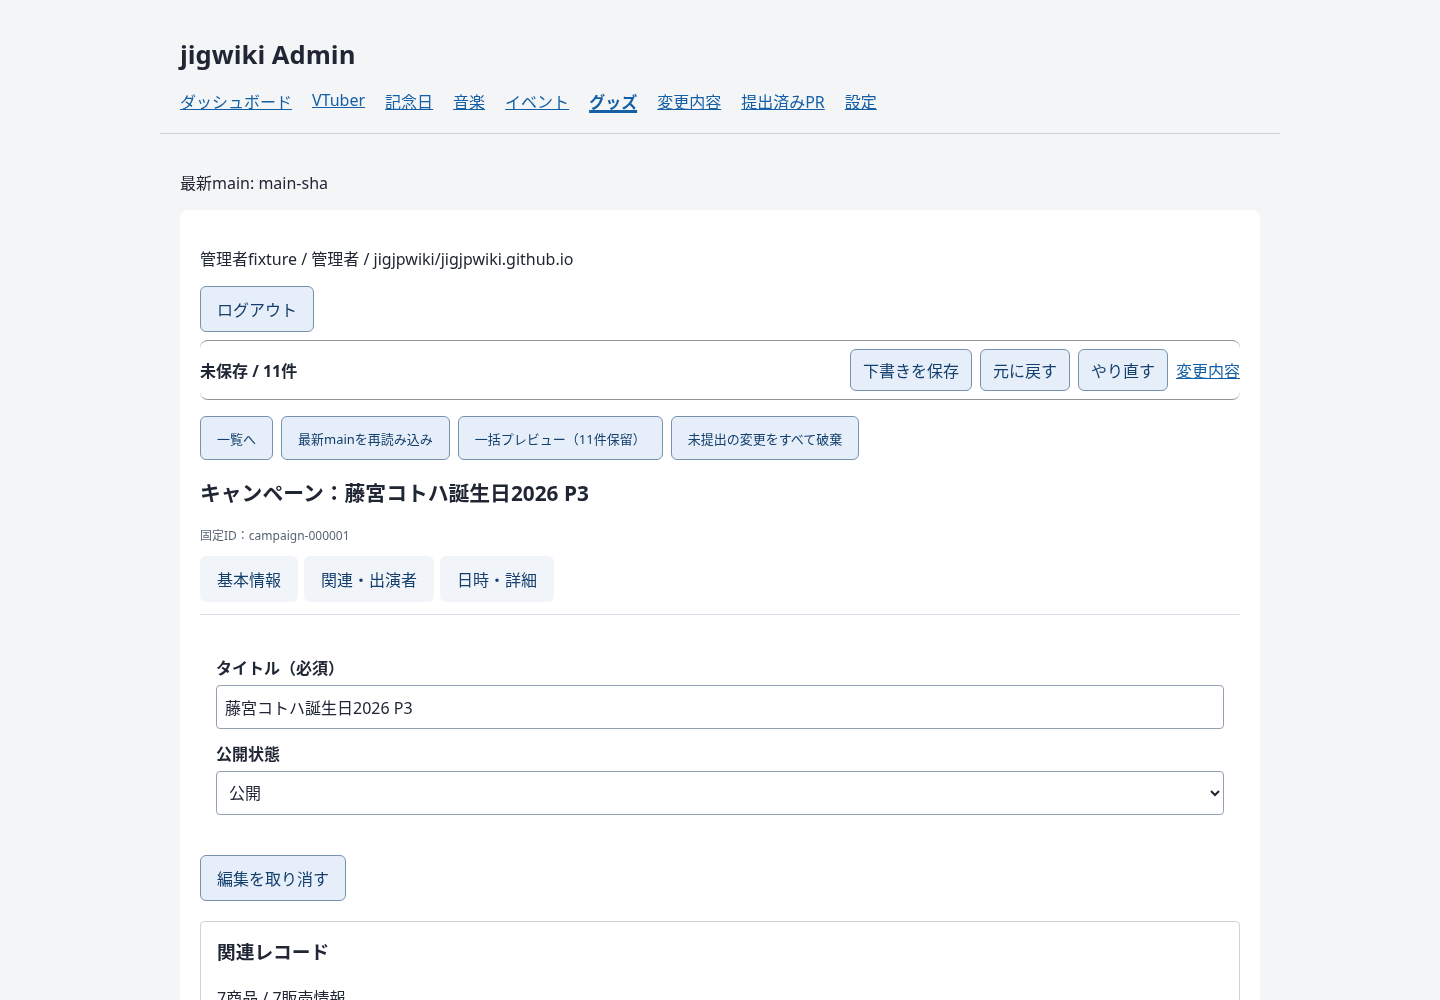 jigwiki Admin
ダッシュボード VTuber 記念日 音楽 イベント グッズ 変更内容 提出済みPR 設定
最新main: main-sha
管理者fixture / 管理者 / jigjpwiki/jigjpwiki.github.io
ログアウト
未保存 / 11件 下書きを保存 元に戻す やり直す 変更内容
一覧へ 最新mainを再読み込み 一括プレビュー（11件保留） 未提出の変更をすべて破棄
キャンペーン：藤宮コトハ誕生日2026 P3
固定ID：campaign-000001
基本情報 関連・出演者 日時・詳細
タイトル（必須）
藤宮コトハ誕生日2026 P3
公開状態
公開
編集を取り消す
関連レコード
7商品 / 7販売情報